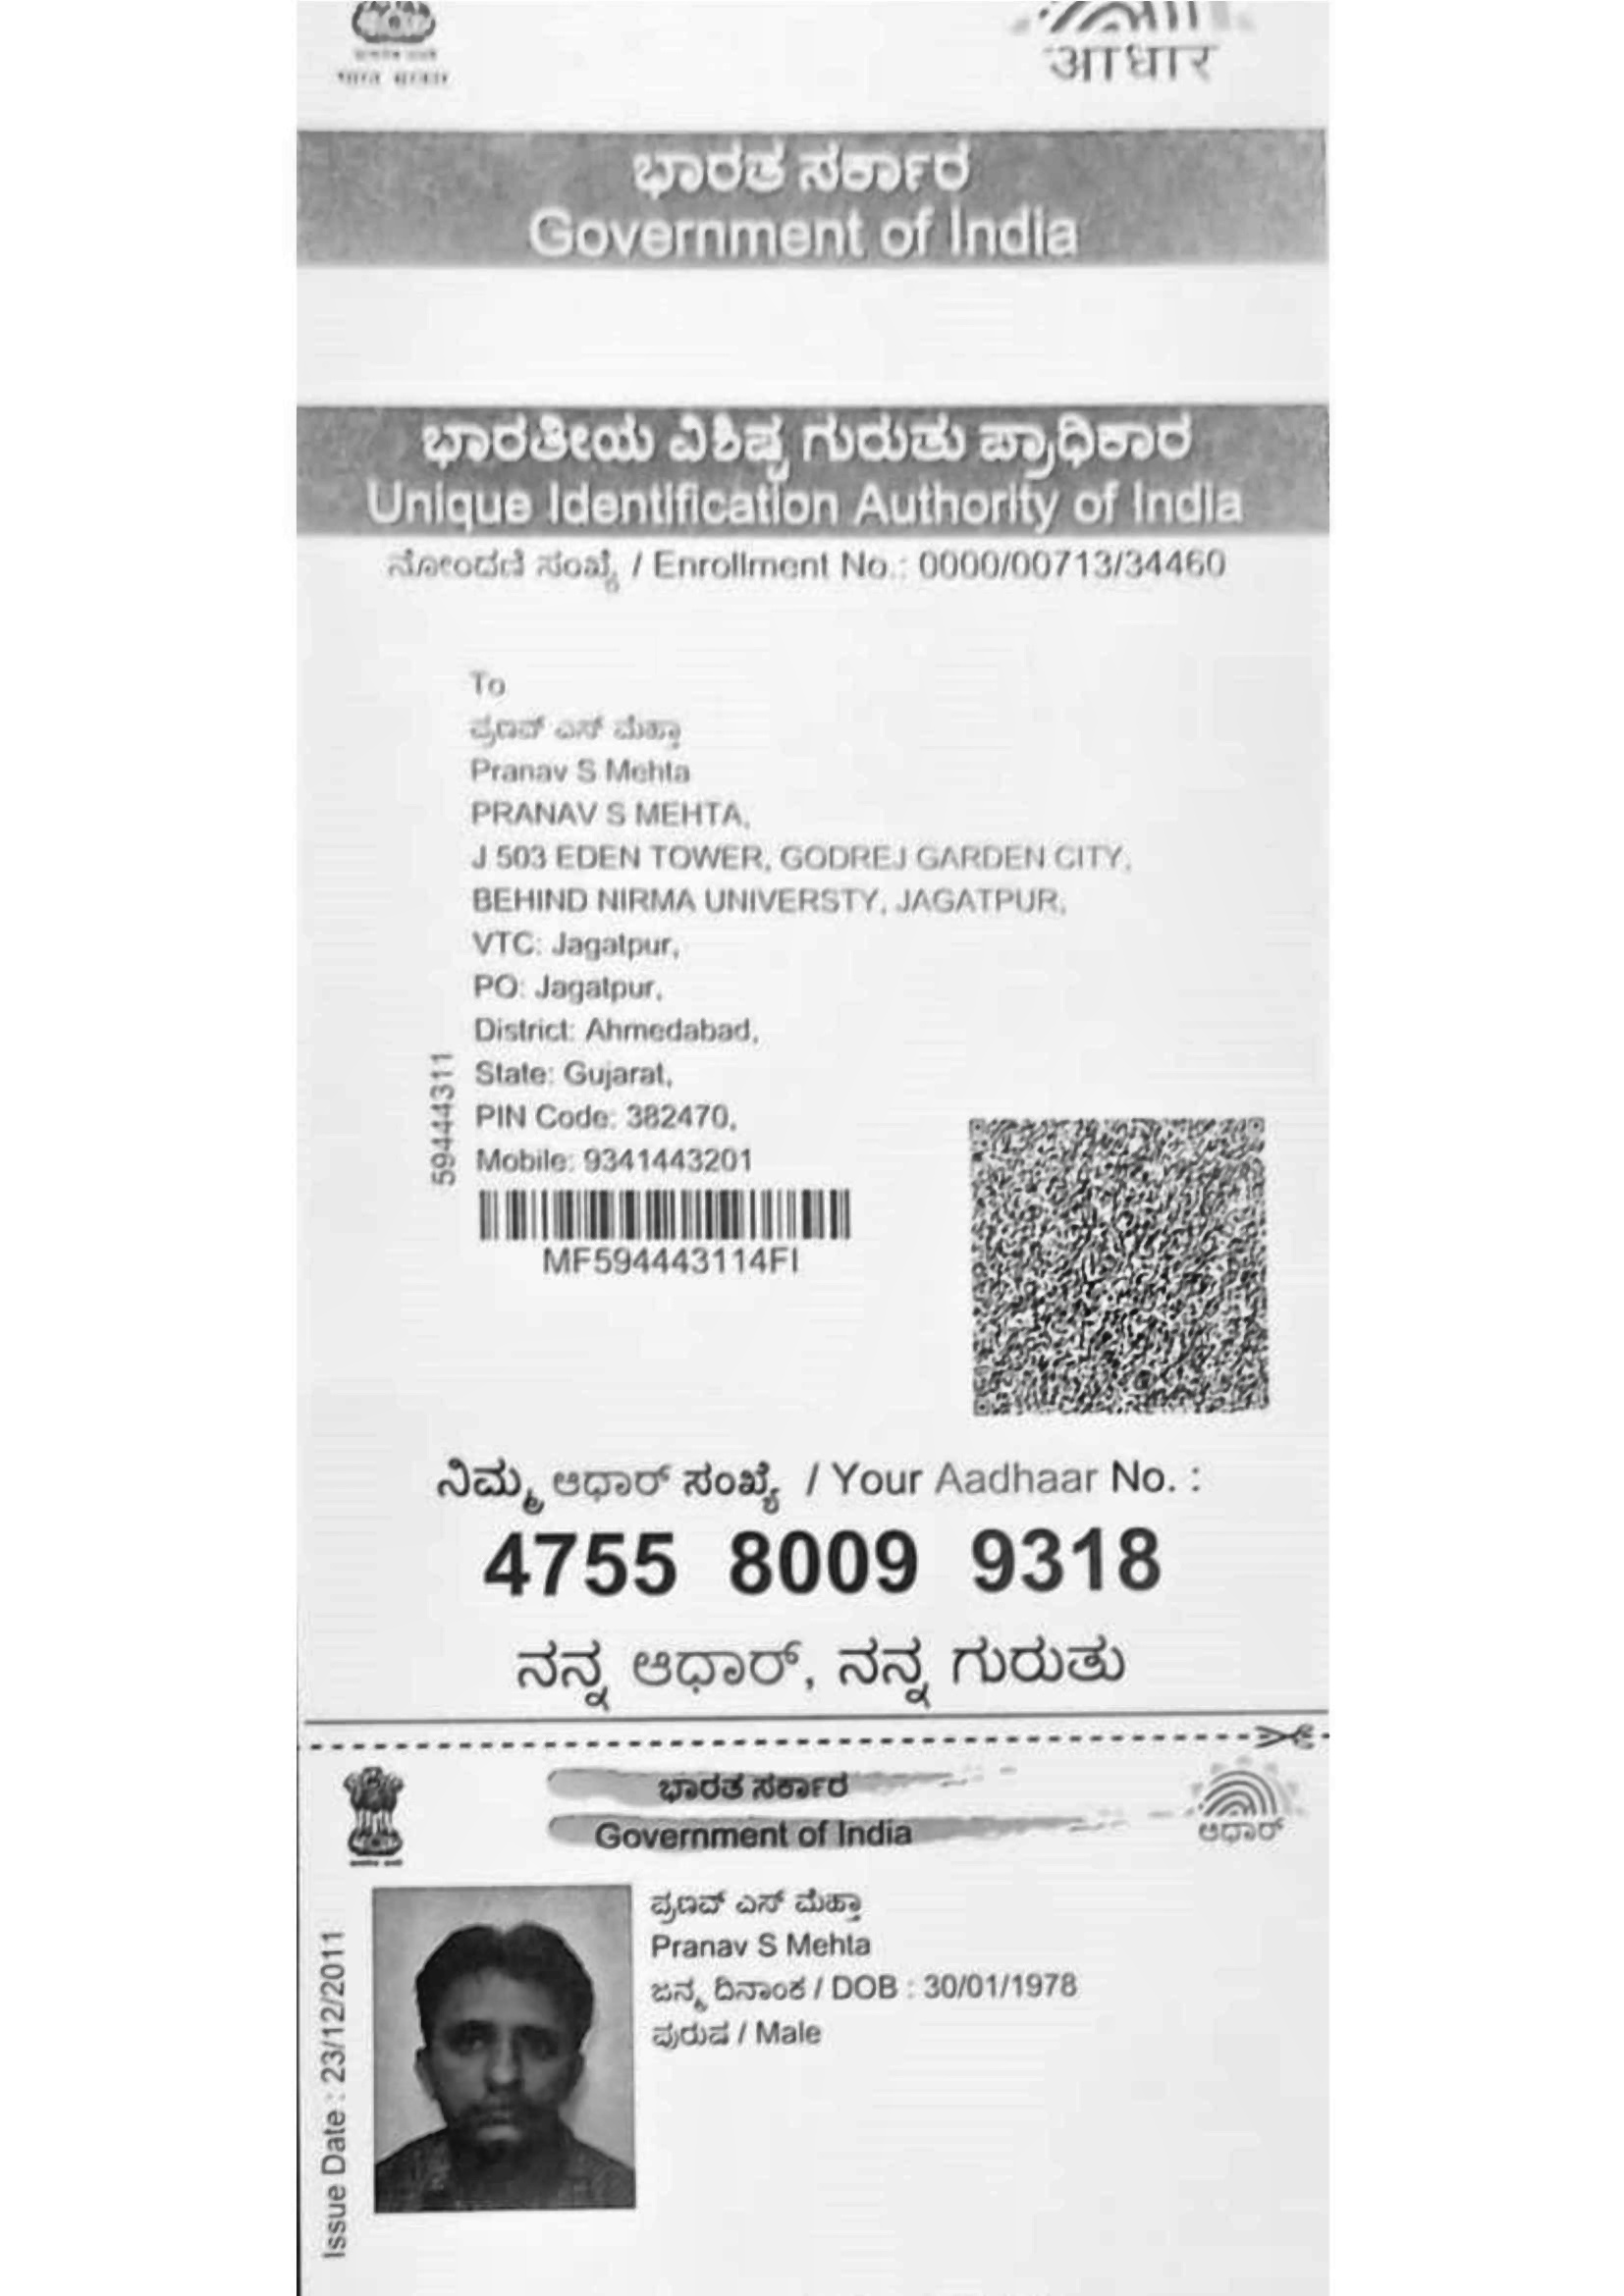 आधार
ಭಾರತ ಸರ್ಕಾರ
Government of India
ಭಾರತೀಯ ವಿಶಿಷ್ಟ ಗುರುತು ಪ್ರಾಧಿಕಾರ
Unique Identification Authority of India
ನೋಂದಣಿ ಸಂಖ್ಯೆ / Enrollment No.: 0000/00713/34460
To
ಪ್ರಣವ್ ಎಸ್ ಮೆಹ್ತಾ
Pranav S Mehta
PRANAV S MEHTA,
J 503 EDEN TOWER, GODREJ GARDEN CITY,
BEHIND NIRMA UNIVERSTY, JAGATPUR,
VTC: Jagatpur,
PO: Jagatpur,
District: Ahmedabad,
State: Gujarat,
PIN Code: 382470,
Mobile: 9341443201
59444311
MF594443114FI
ನಿಮ್ಮ ಆಧಾರ್ ಸಂಖ್ಯೆ / Your Aadhaar No. :
4755 8009 9318
ನನ್ನ ಆಧಾರ್, ನನ್ನ ಗುರುತು
ಭಾರತ ಸರ್ಕಾರ
Government of India
ಆಧಾರ್
ಪ್ರಣವ್ ಎಸ್ ಮೆಹ್ತಾ
Pranav S Mehta
ಜನ್ಮ ದಿನಾಂಕ / DOB : 30/01/1978
ಪುರುಷ / Male
Issue Date : 23/12/2011